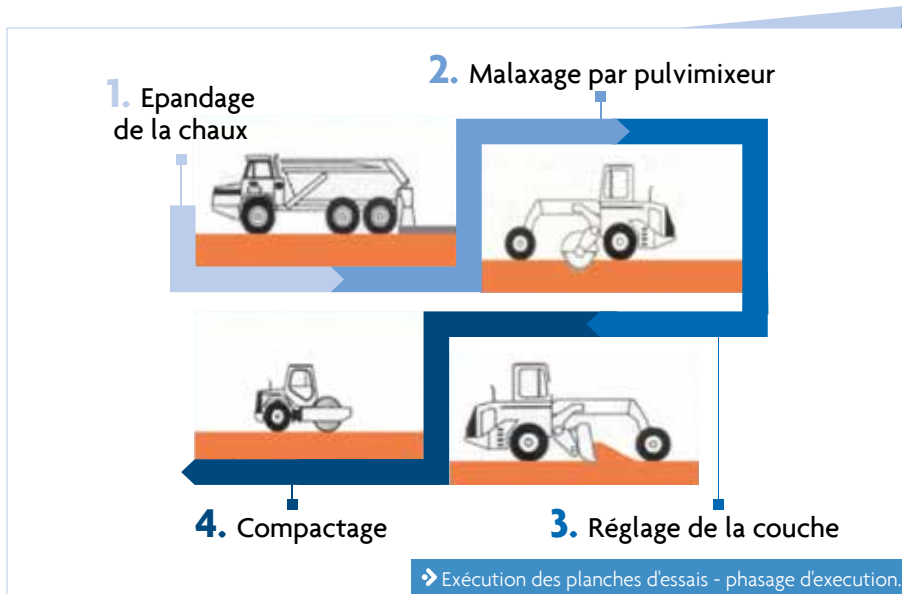 1. Epandage
de la chaux
2. Malaxage par pulvimixeur
4. Compactage
3. Réglage de la couche
Exécution des planches d'essais - phasage d'execution.